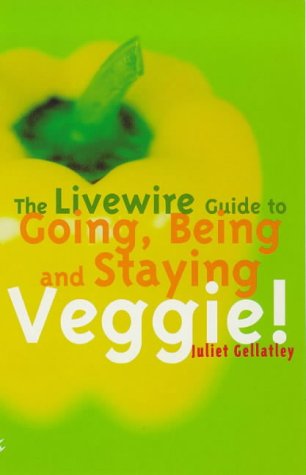 The Livewire Guide to
Going, Being
and Staying
Veggie!
Juliet Gellatley